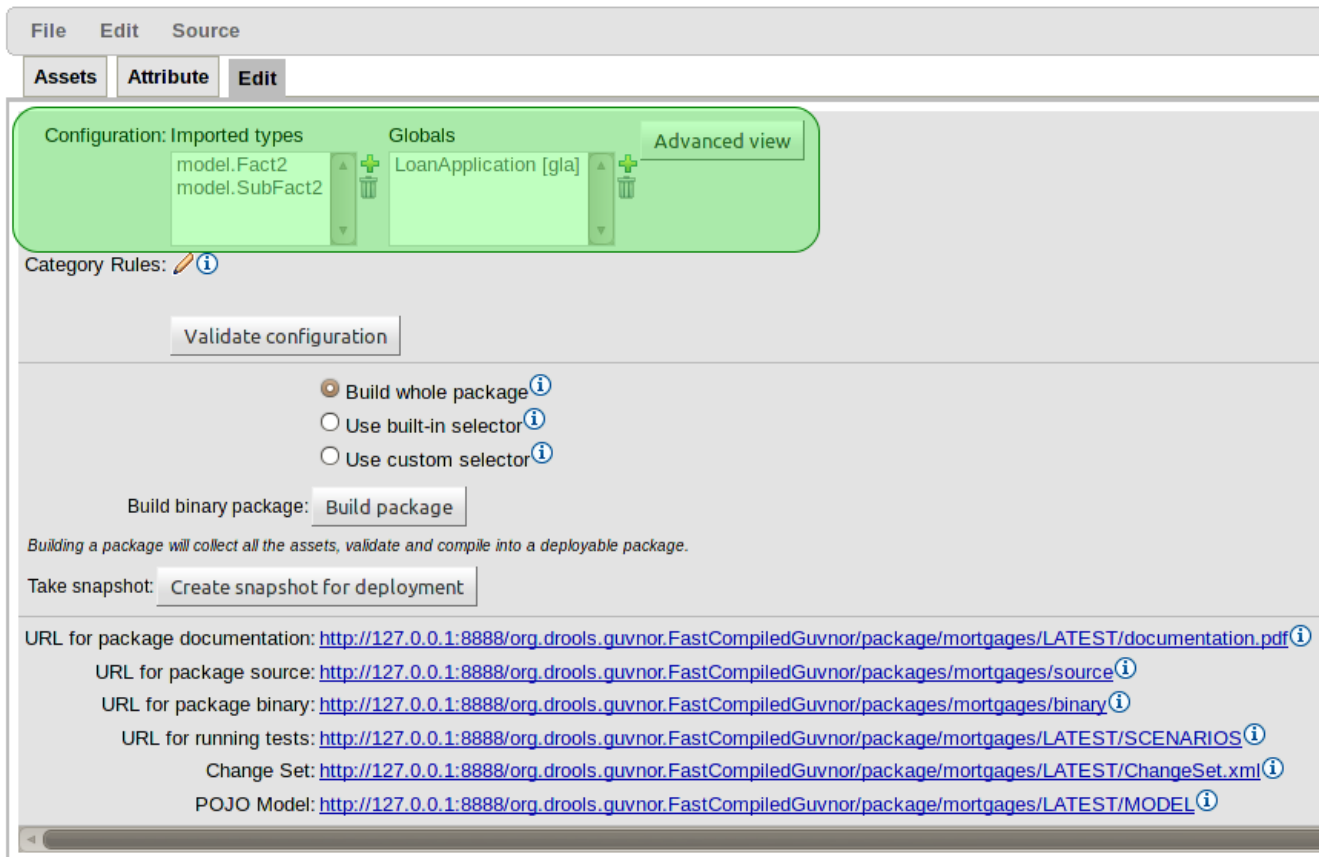 File Edit Source
Assets Attribute Edit
Configuration: Imported types Globals Advanced view
model.Fact2 LoanApplication [gla]
model.SubFact2
Category Rules:
Validate configuration
Build whole package
Use built-in selector
Use custom selector
Build binary package: Build package
Building a package will collect all the assets, validate and compile into a deployable package.
Take snapshot: Create snapshot for deployment
URL for package documentation: http://127.0.0.1:8888/org.drools.guvnor.FastCompiledGuvnor/package/mortgages/LATEST/documentation.pdf
URL for package source: http://127.0.0.1:8888/org.drools.guvnor.FastCompiledGuvnor/packages/mortgages/source
URL for package binary: http://127.0.0.1:8888/org.drools.guvnor.FastCompiledGuvnor/packages/mortgages/binary
URL for running tests: http://127.0.0.1:8888/org.drools.guvnor.FastCompiledGuvnor/package/mortgages/LATEST/SCENARIOS
Change Set: http://127.0.0.1:8888/org.drools.guvnor.FastCompiledGuvnor/package/mortgages/LATEST/ChangeSet.xml
POJO Model: http://127.0.0.1:8888/org.drools.guvnor.FastCompiledGuvnor/package/mortgages/LATEST/MODEL